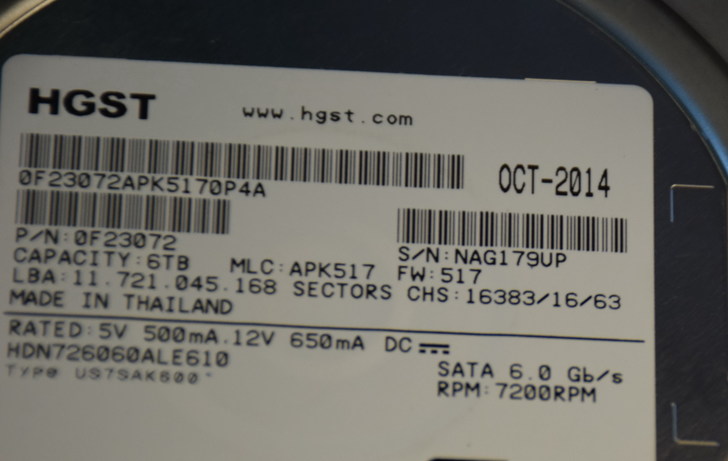 HGST
www.hgst.com
0F23072APK5170P4A
OCT-2014
P/N:0F23072
S/N:NAG179UP
CAPACITY:6TB MLC:APK517 FW:517
LBA:11.721.045.168 SECTORS CHS:16383/16/63
MADE IN THAILAND
RATED:5V 500mA.12V 650mA DC
HDN726060ALE610
SATA 6.0 Gb/s
TYPE US7SAK600
RPM:7200RPM